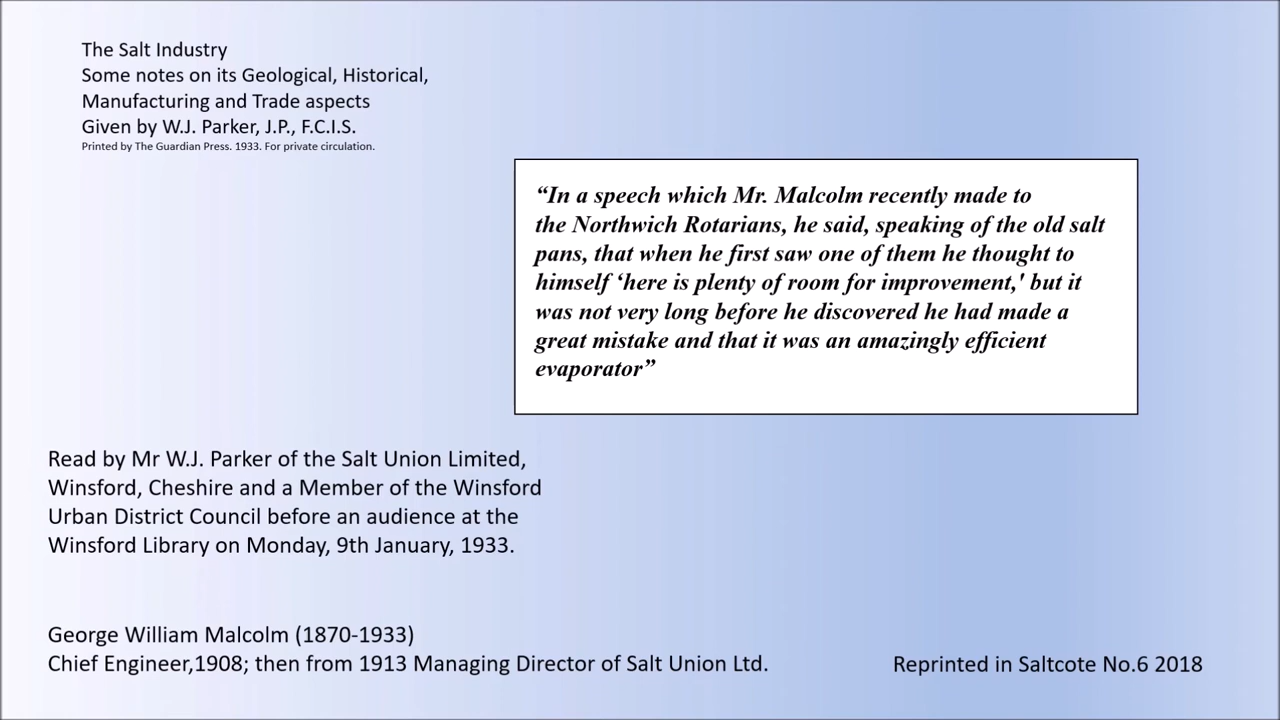 The Salt Industry
Some notes on its Geological, Historical,
Manufacturing and Trade aspects
Given by W.J. Parker, J.P., F.C.I.S.
Printed by The Guardian Press. 1933. For private circulation.
“In a speech which Mr. Malcolm recently made to
the Northwich Rotarians, he said, speaking of the old salt
pans, that when he first saw one of them he thought to
himself ‘here is plenty of room for improvement,' but it
was not very long before he discovered he had made a
great mistake and that it was an amazingly efficient
evaporator”
Read by Mr W.J. Parker of the Salt Union Limited,
Winsford, Cheshire and a Member of the Winsford
Urban District Council before an audience at the
Winsford Library on Monday, 9th January, 1933.
George William Malcolm (1870-1933)
Chief Engineer,1908; then from 1913 Managing Director of Salt Union Ltd.
Reprinted in Saltcote No.6 2018